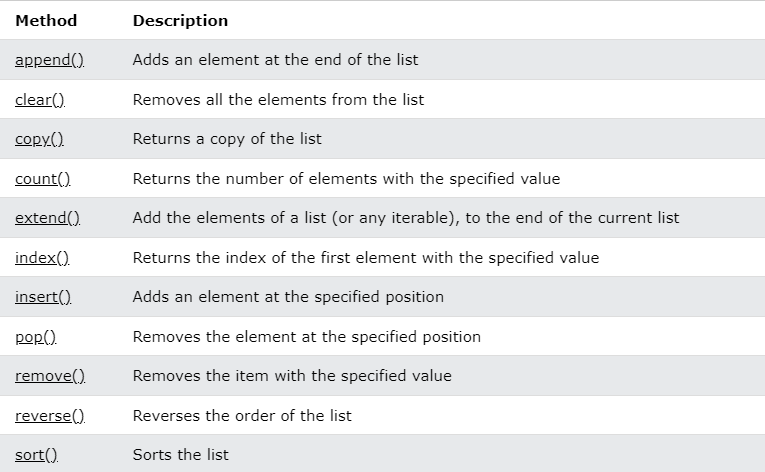 Method Description
append() Adds an element at the end of the list
clear() Removes all the elements from the list
copy() Returns a copy of the list
count() Returns the number of elements with the specified value
extend() Add the elements of a list (or any iterable), to the end of the current list
index() Returns the index of the first element with the specified value
insert() Adds an element at the specified position
pop() Removes the element at the specified position
remove() Removes the item with the specified value
reverse() Reverses the order of the list
sort() Sorts the list